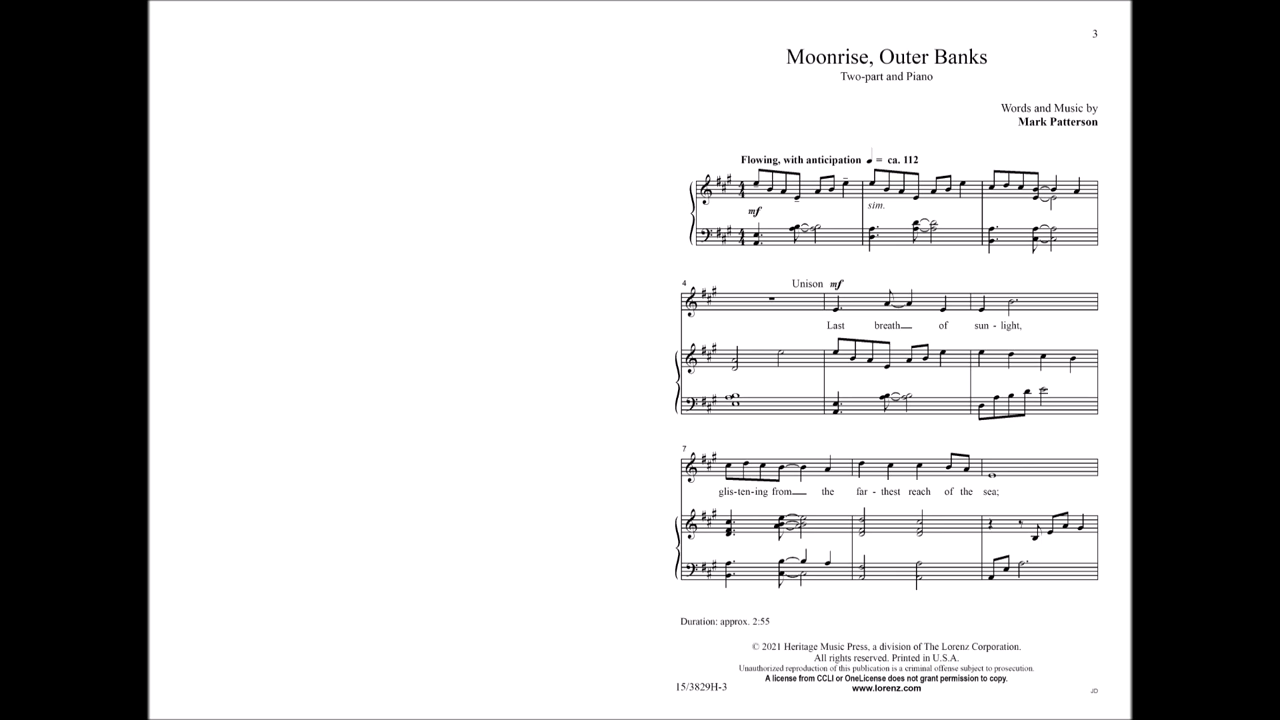 3
Moonrise, Outer Banks
Two-part and Piano
Words and Music by
Mark Patterson
Flowing, with anticipation ♩ = ca. 112
mf
sim.
4
Unison mf
Last breath of sun - light,
7
glis-ten-ing from the far - thest reach of the sea;
Duration: approx. 2:55
© 2021 Heritage Music Press, a division of The Lorenz Corporation.
All rights reserved. Printed in U.S.A.
Unauthorized reproduction of this publication is a criminal offense subject to prosecution.
A license from CCLI or OneLicense does not grant permission to copy.
www.lorenz.com
15/3829H-3
JD